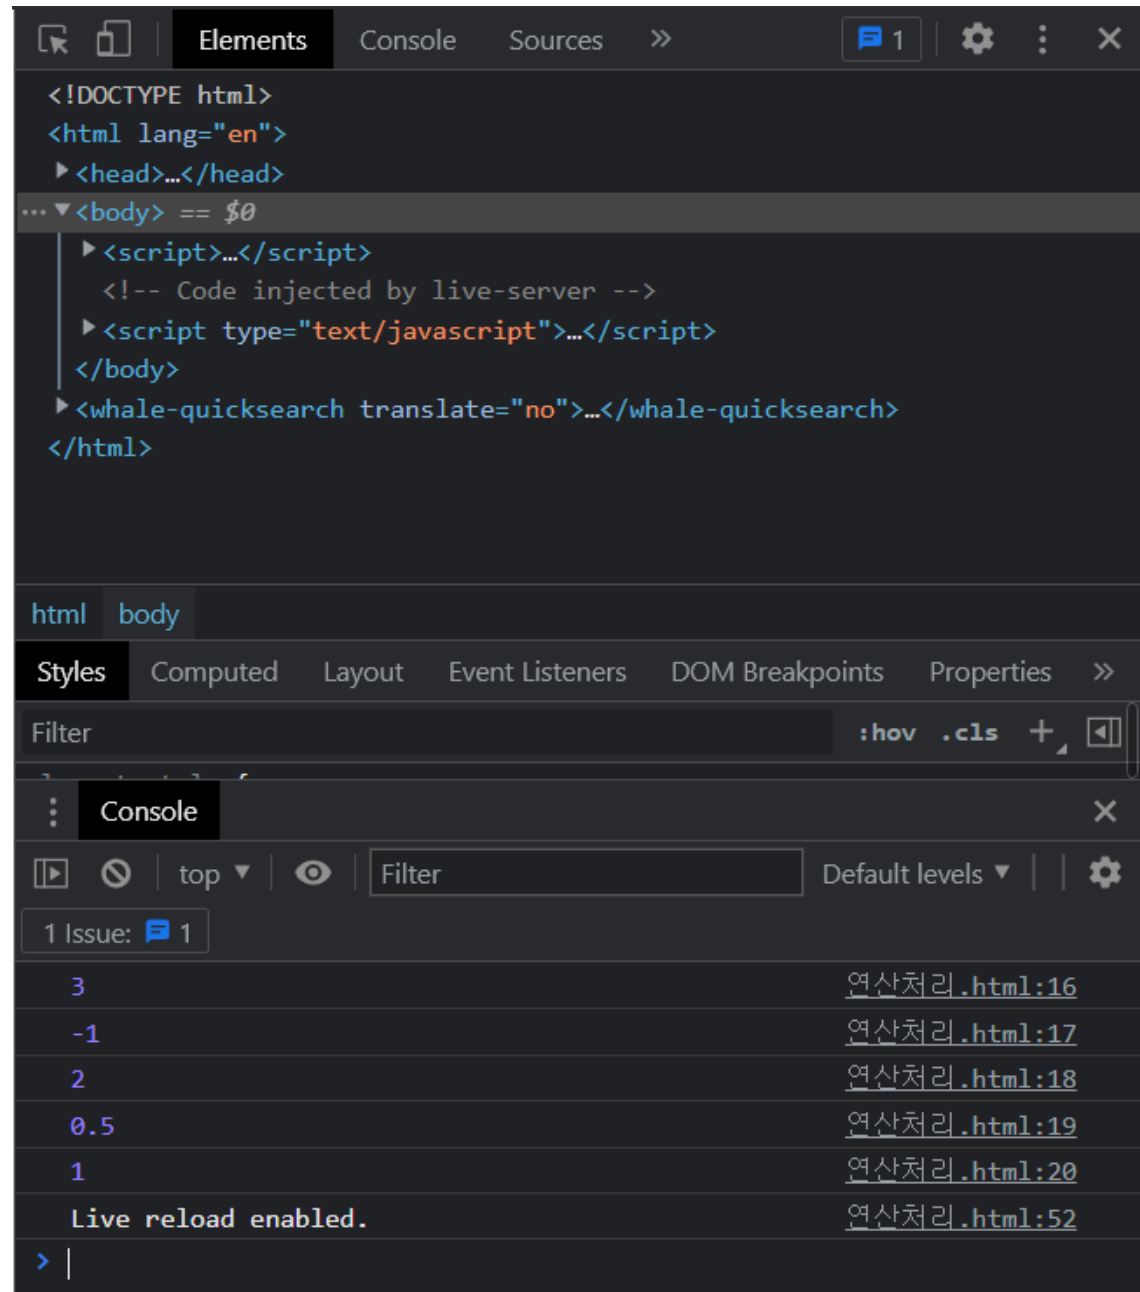 Elements Console Sources » 1
<!DOCTYPE html>
<html lang="en">
<head>…</head>
… <body> == $0
<script>…</script>
<!-- Code injected by live-server -->
<script type="text/javascript">…</script>
</body>
<whale-quicksearch translate="no">…</whale-quicksearch>
</html>
html body
Styles Computed Layout Event Listeners DOM Breakpoints Properties »
Filter :hov .cls +
Console
top Filter Default levels
1 Issue: 1
3 연산처리.html:16
-1 연산처리.html:17
2 연산처리.html:18
0.5 연산처리.html:19
1 연산처리.html:20
Live reload enabled. 연산처리.html:52
>